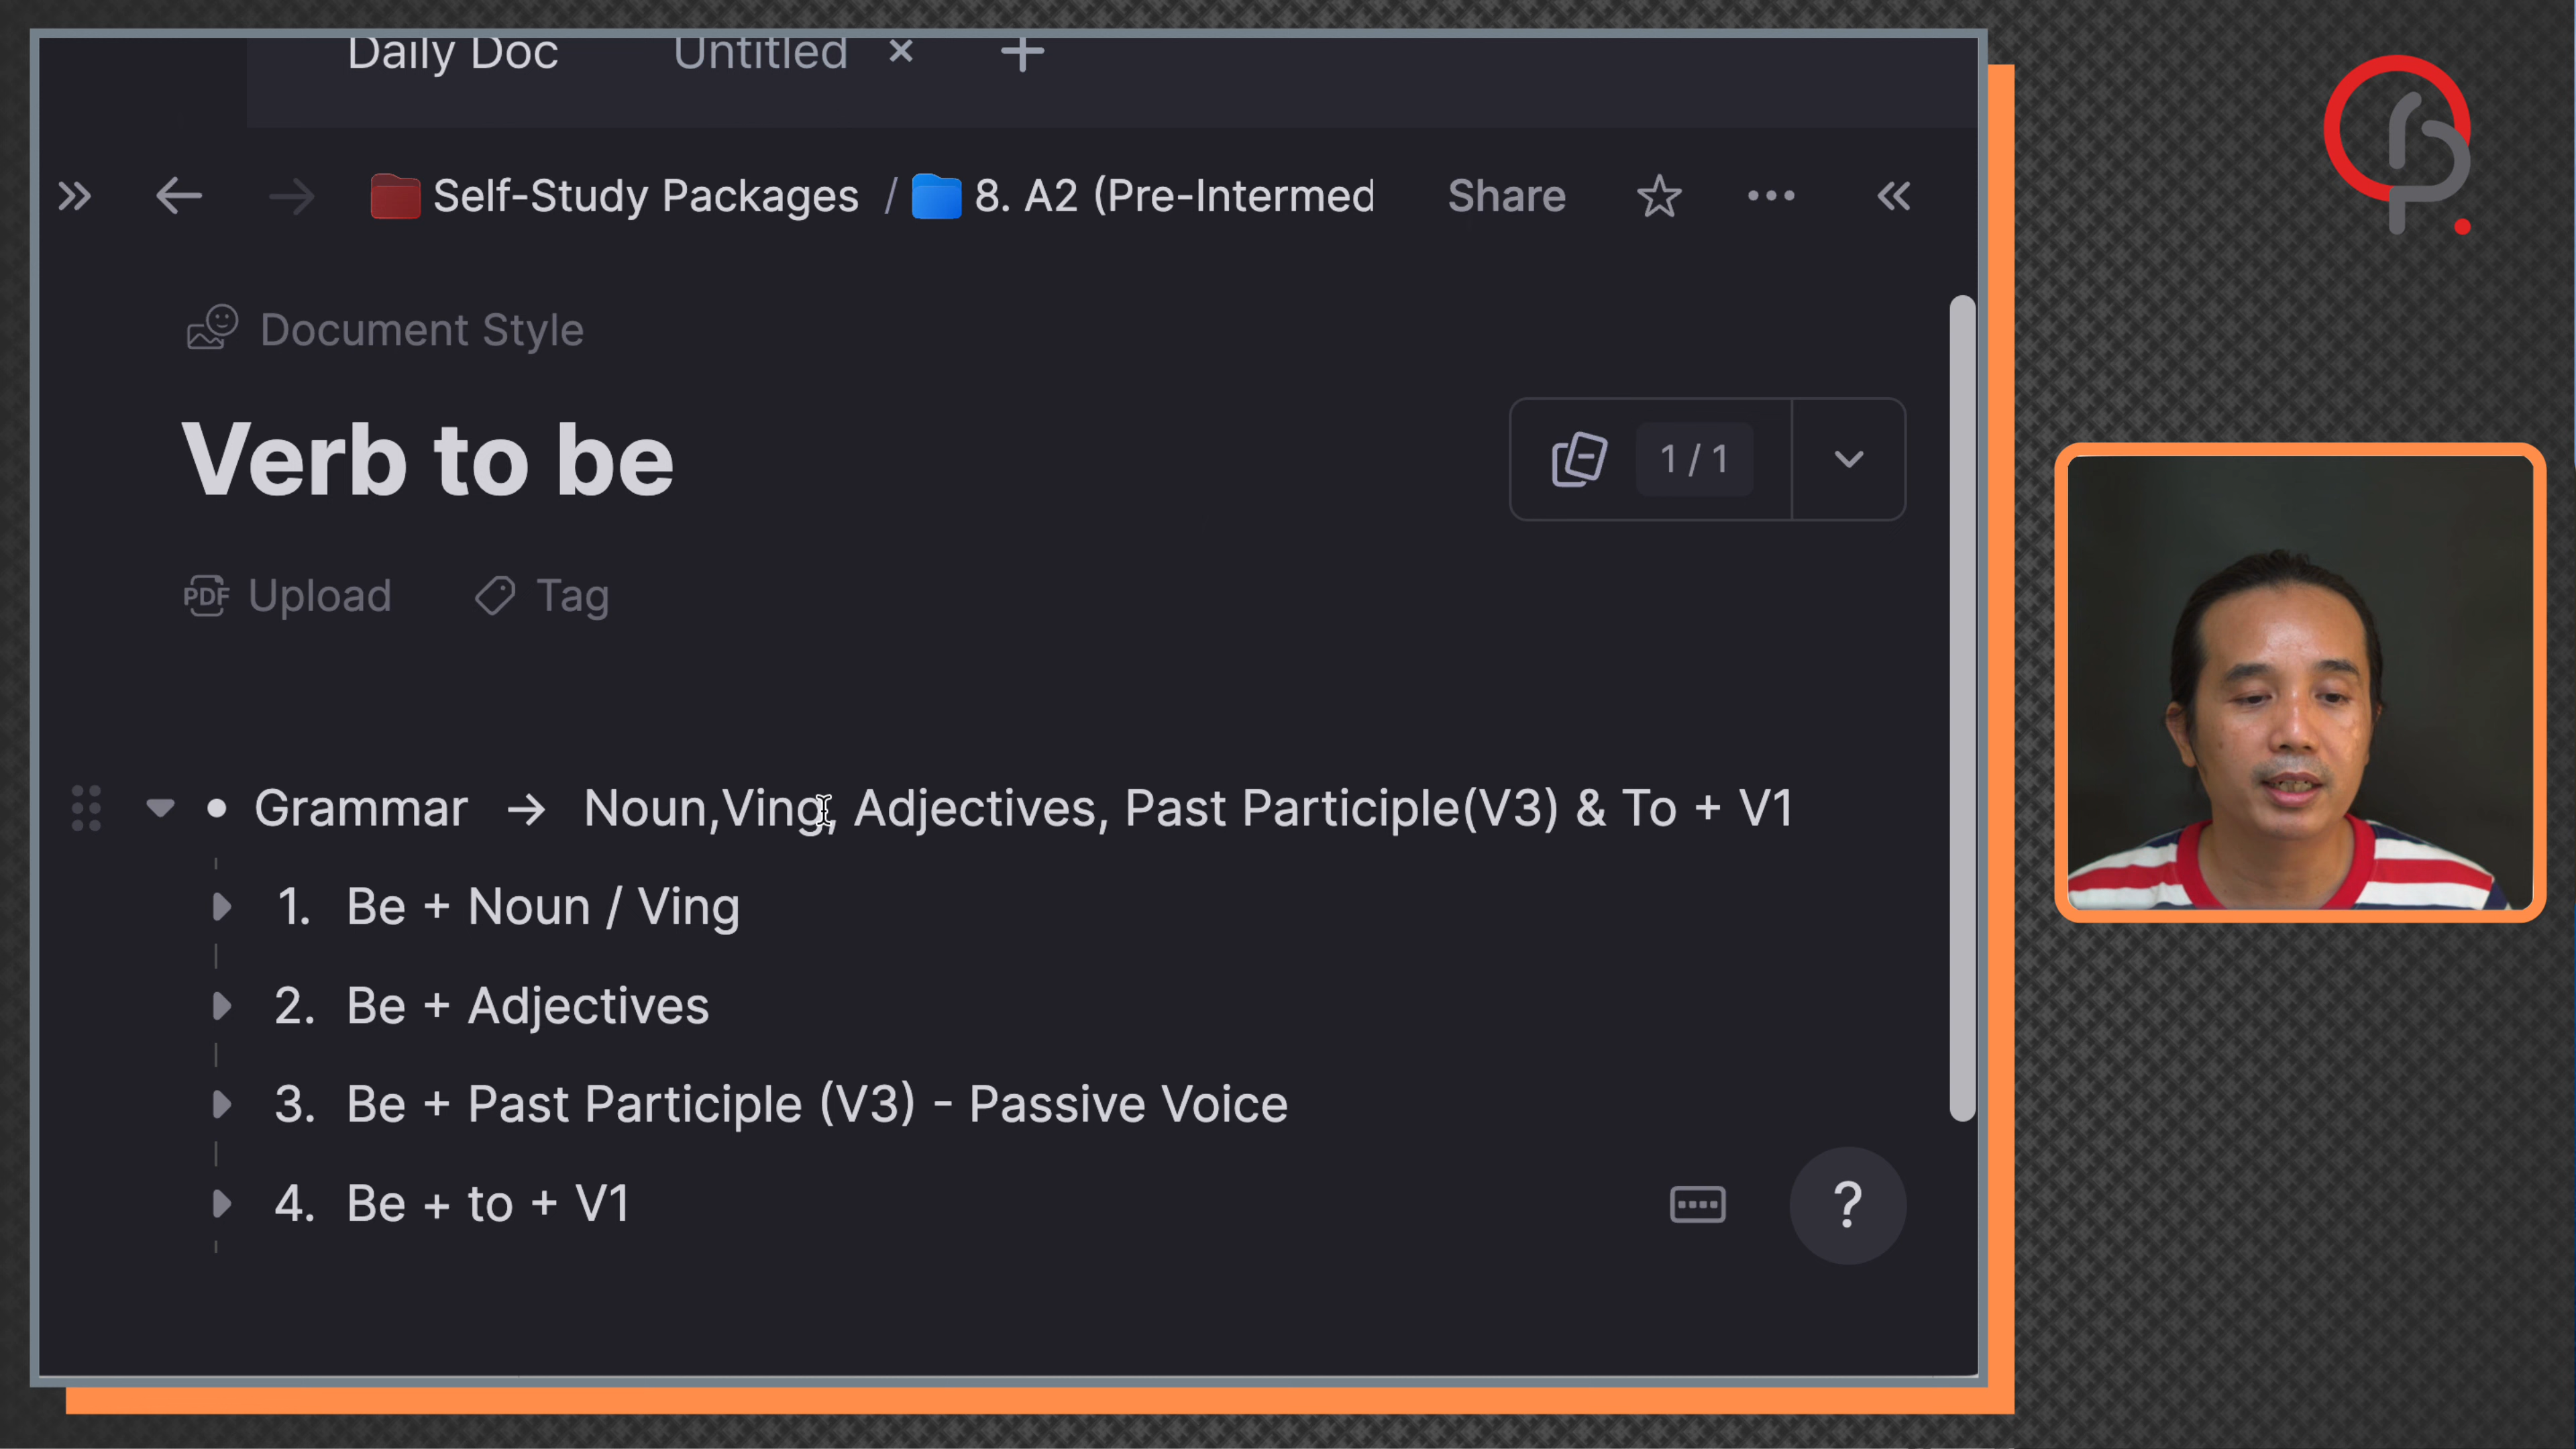 Daily Doc Untitled
Self-Study Packages / 8. A2 (Pre-Intermed Share
Document Style
Verb to be
1 / 1
PDF Upload Tag
Grammar → Noun,Ving, Adjectives, Past Participle(V3) & To + V1
1. Be + Noun / Ving
2. Be + Adjectives
3. Be + Past Participle (V3) - Passive Voice
4. Be + to + V1
?